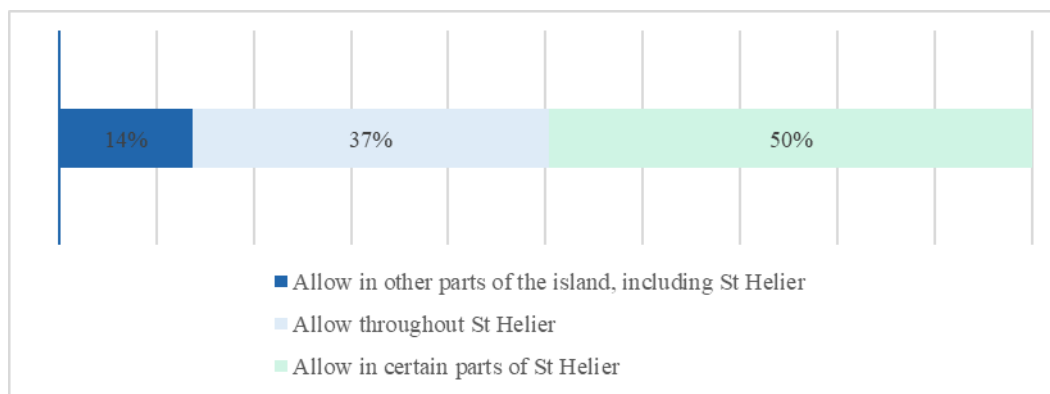 14% 37% 50%
Allow in other parts of the island, including St Helier
Allow throughout St Helier
Allow in certain parts of St Helier